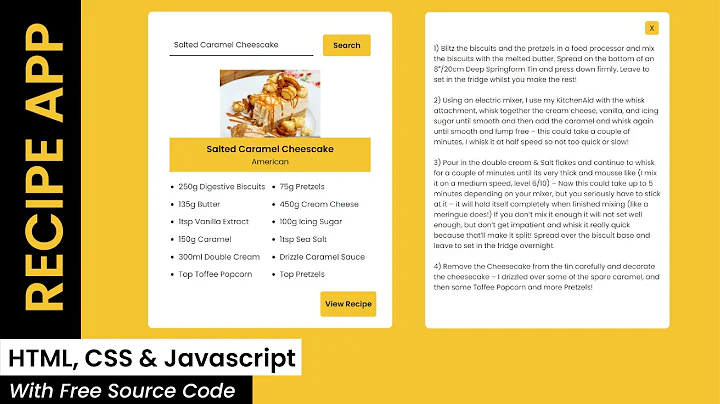 RECIPE APP
Salted Caramel Cheescake
Search
Salted Caramel Cheescake
American
250g Digestive Biscuits
75g Pretzels
135g Butter
450g Cream Cheese
1tsp Vanilla Extract
100g Icing Sugar
150g Caramel
1tsp Sea Salt
300ml Double Cream
Drizzle Caramel Sauce
Top Toffee Popcorn
Top Pretzels
View Recipe
X
1) Blitz the biscuits and the pretzels in a food processor and mix
the biscuits with the melted butter. Spread on the bottom of an
8"/20cm Deep Springform Tin and press down firmly. Leave to
set in the fridge whilst you make the rest!
2) Using an electric mixer, I use my KitchenAid with the whisk
attachment, whisk together the cream cheese, vanilla, and icing
sugar until smooth and then add the caramel and whisk again
until smooth and lump free – this could take a couple of
minutes, I whisk it at half speed so not too quick or slow!
3) Pour in the double cream & Salt flakes and continue to whisk
for a couple of minutes until its very thick and mousse like (I mix
it on a medium speed, level 6/10) – Now this could take up to 5
minutes depending on your mixer, but you seriously have to stick
at it – it will hold itself completely when finished mixing (like a
meringue does!) If you don't mix it enough it will not set well
enough, but don't get impatient and whisk it really quick
because that'll make it split! Spread over the biscuit base and
leave to set in the fridge overnight.
4) Remove the Cheesecake from the tin carefully and decorate
the cheesecake – I drizzled over some of the spare caramel, and
then some Toffee Popcorn and more Pretzels!
HTML, CSS & Javascript
With Free Source Code